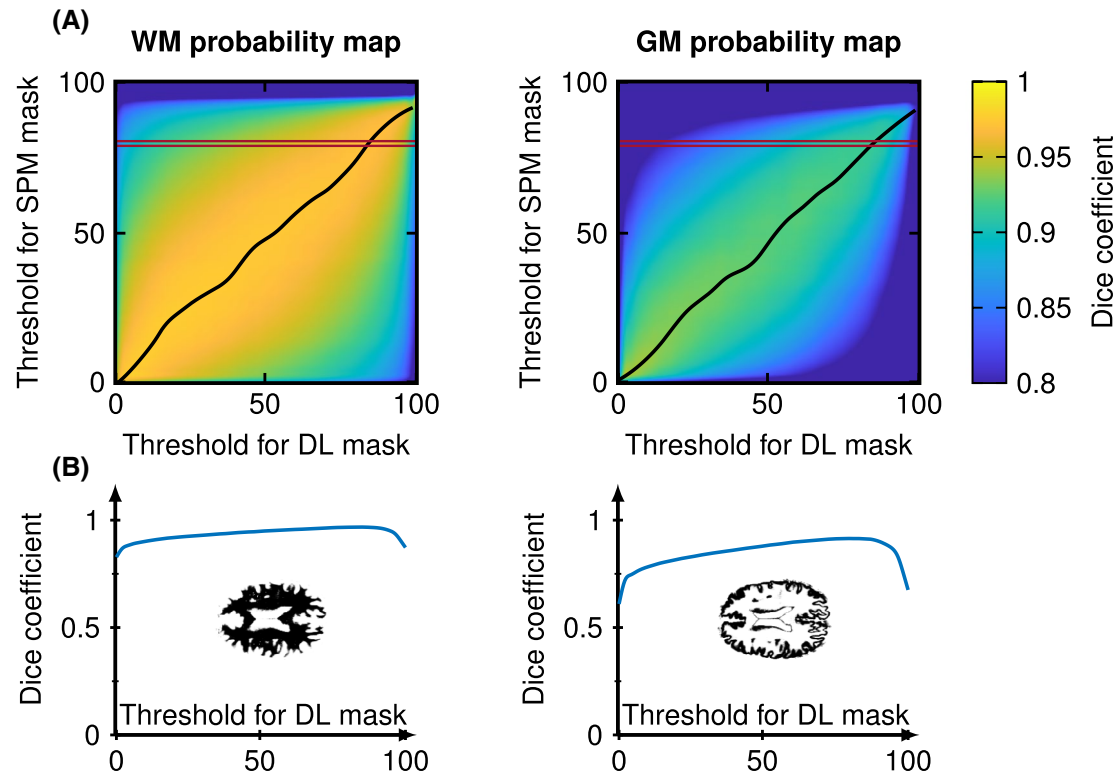 (A)
WM probability map
GM probability map
Threshold for SPM mask
100
50
0
0
50
100
Threshold for DL mask
Threshold for SPM mask
100
50
0
0
50
100
Threshold for DL mask
1
0.95
0.9
0.85
0.8
Dice coefficient
(B)
Dice coefficient
1
0.5
0
Threshold for DL mask
0
50
100
Dice coefficient
1
0.5
0
Threshold for DL mask
0
50
100